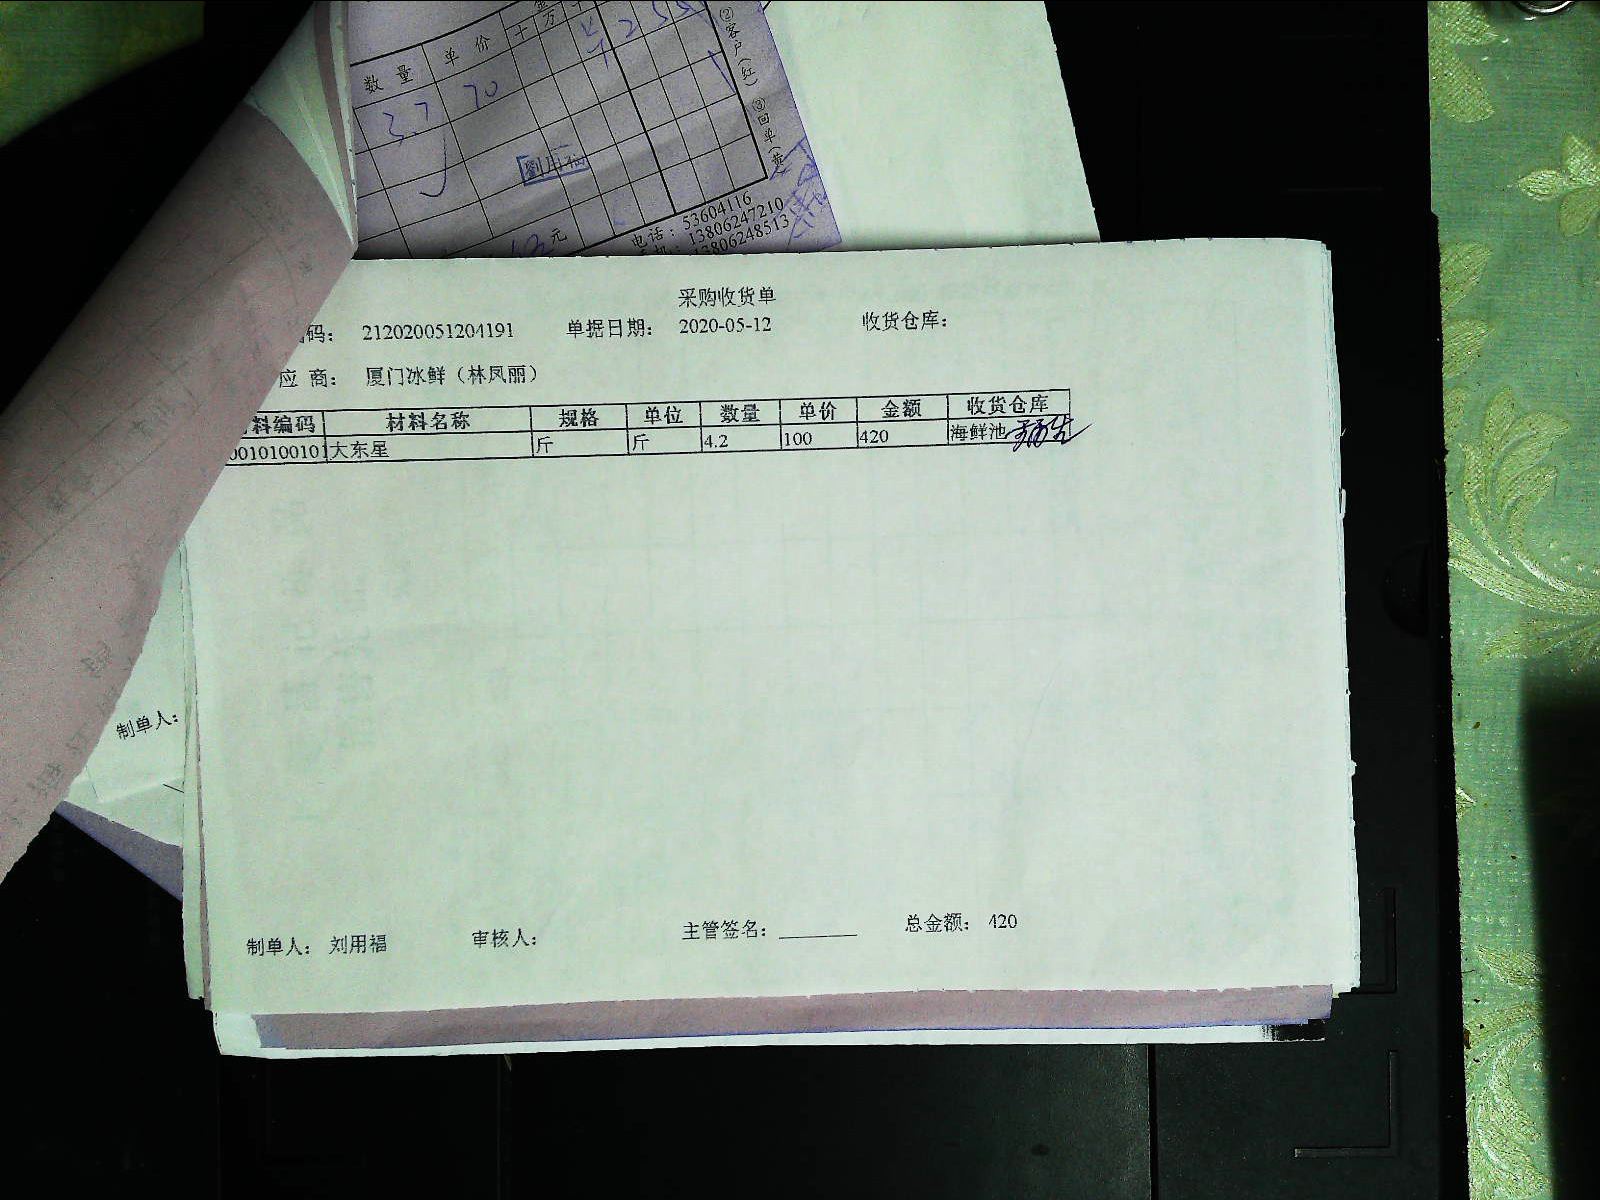 数量 单价 十 万
3.7 70
劉用福
元
②客户(红) ③回单(黄
电话：53604116
13806247210
13806248513
采购收货单
码： 212020051204191 单据日期： 2020-05-12 收货仓库：
应 商： 厦门冰鲜（林凤丽）
料编码 材料名称 规格 单位 数量 单价 金额 收货仓库
0010100101 大东星 斤 斤 4.2 100 420 海鲜池
制单人：
制单人： 刘用福 审核人： 主管签名： 总金额： 420